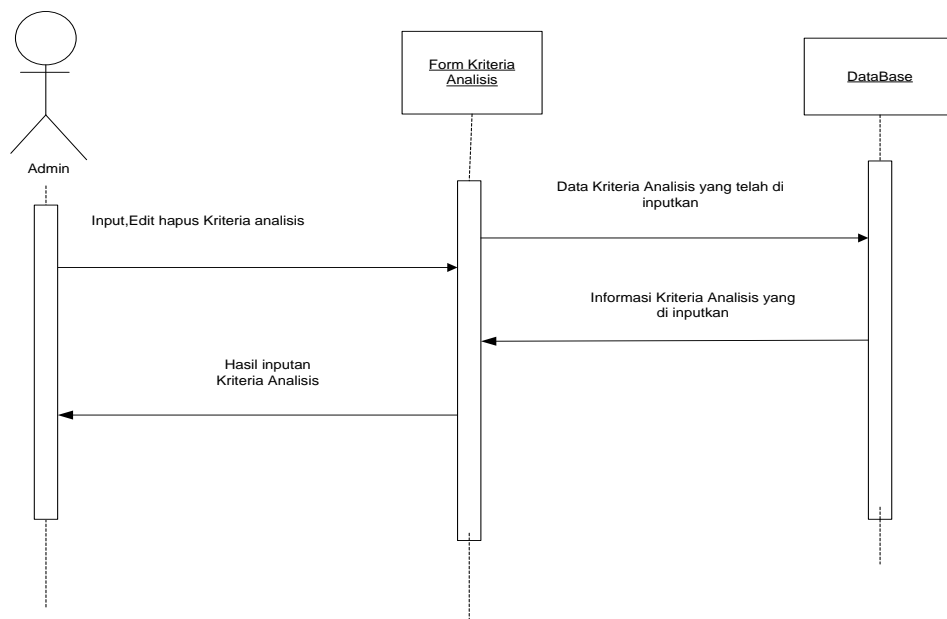 Form Kriteria
Analisis
DataBase
Admin
Input,Edit hapus Kriteria analisis
Data Kriteria Analisis yang telah di
inputkan
Informasi Kriteria Analisis yang
di inputkan
Hasil inputan
Kriteria Analisis